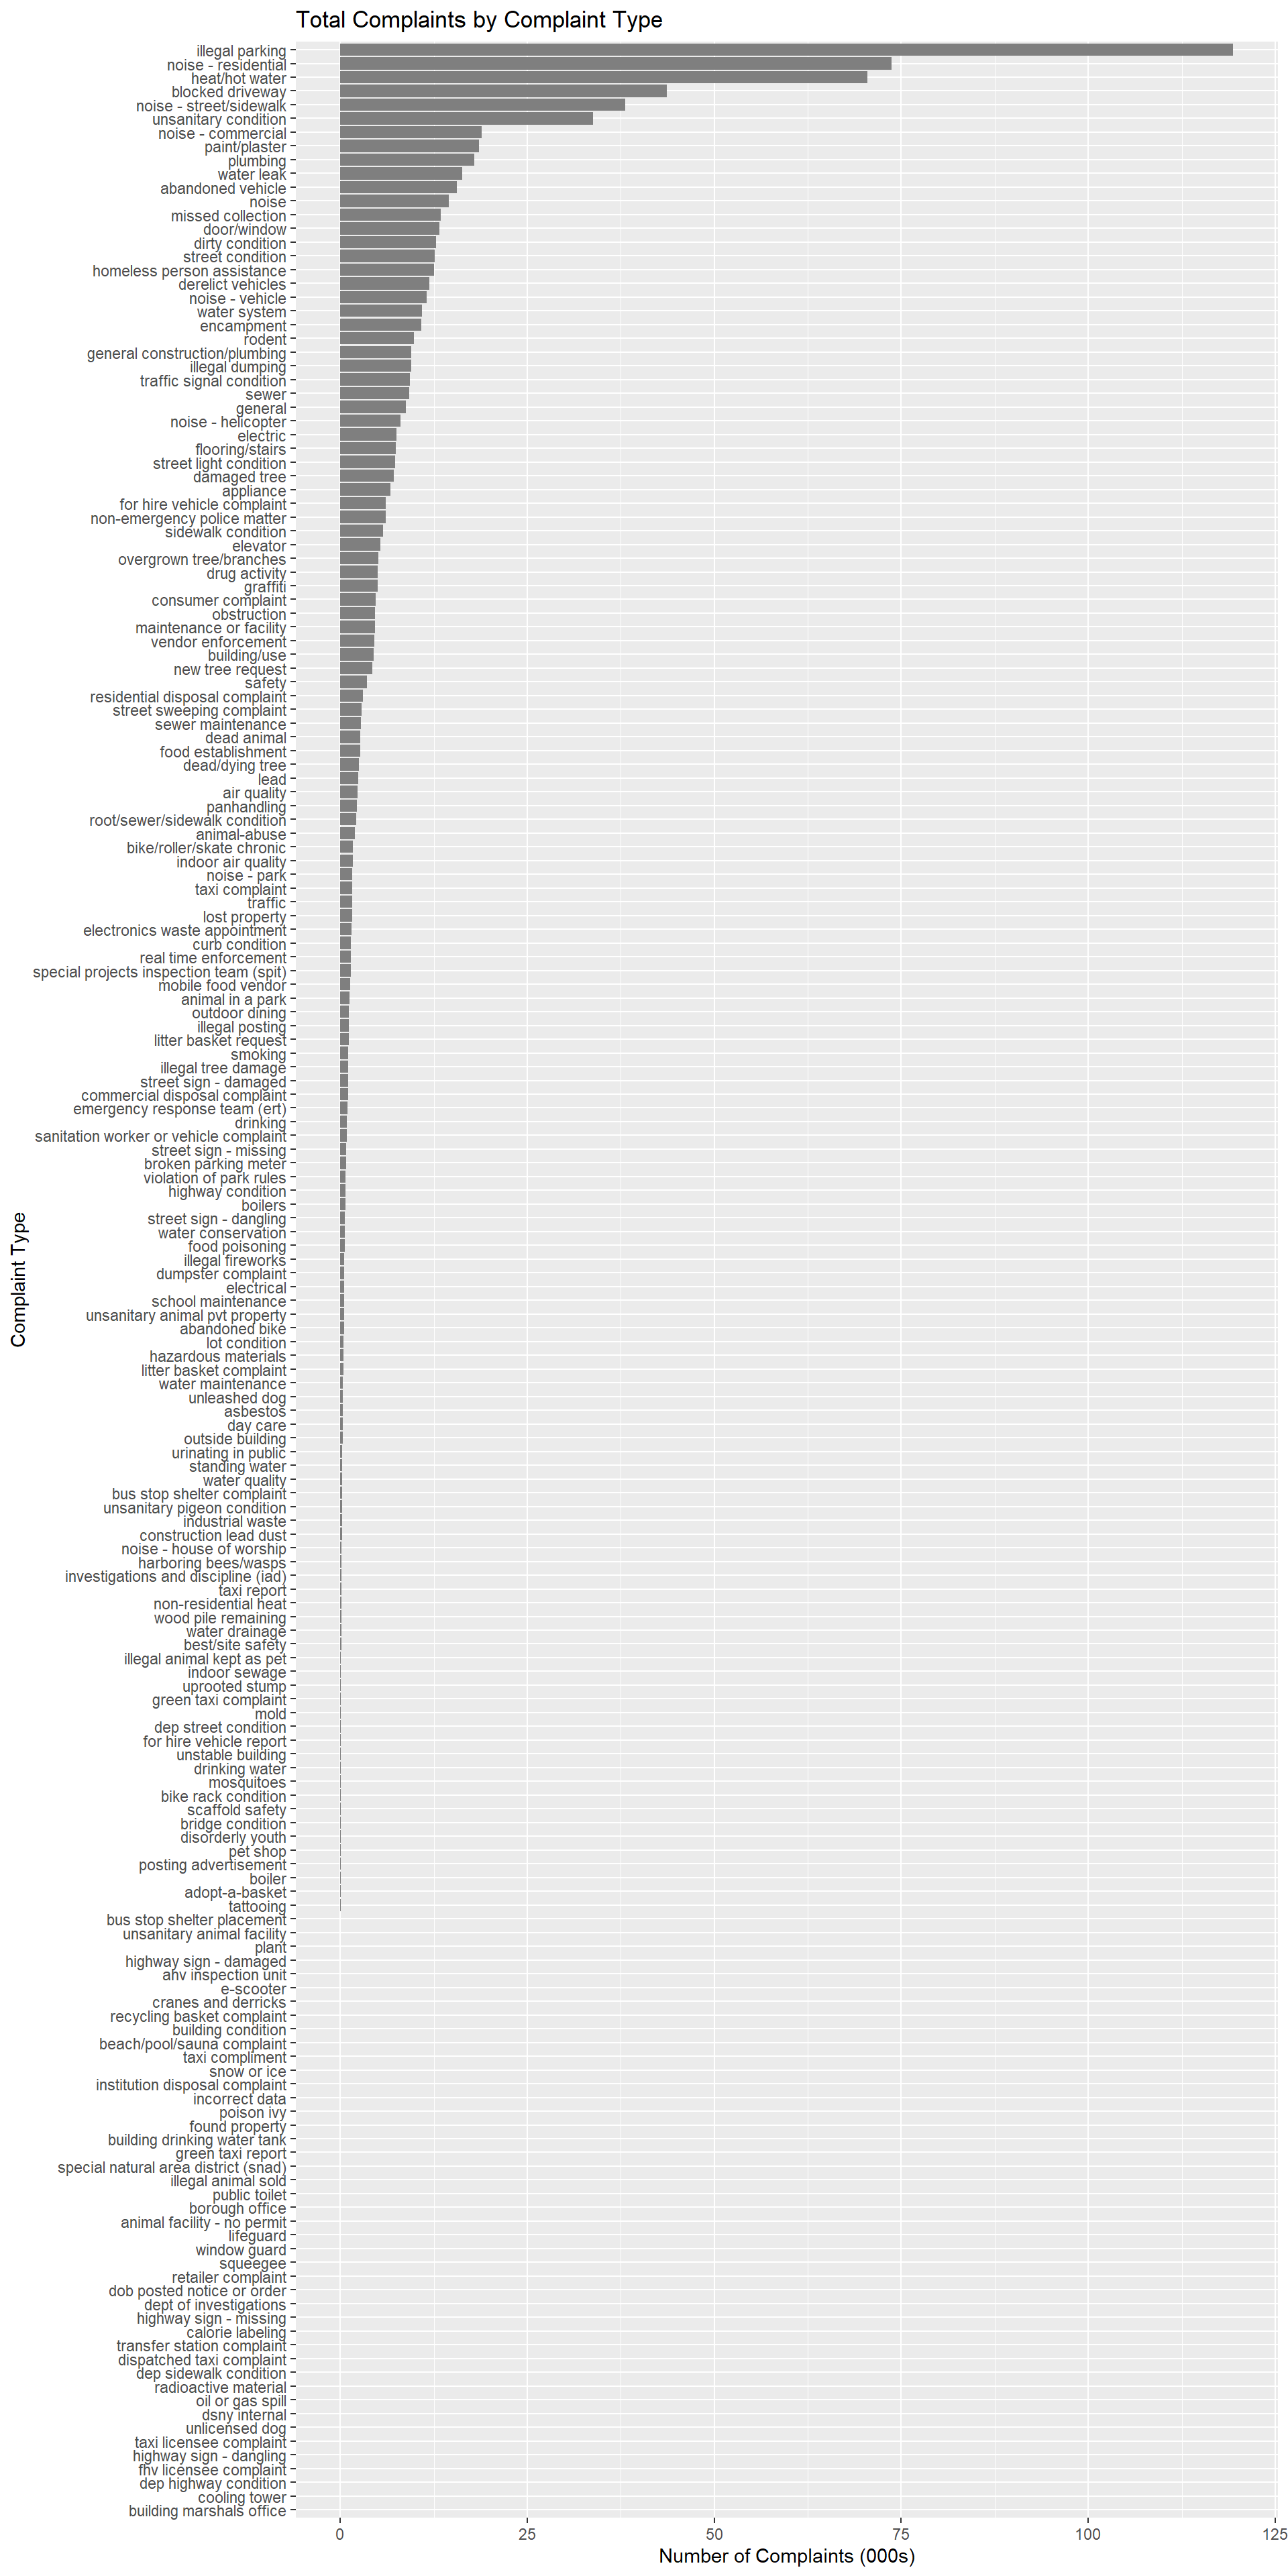 Total Complaints by Complaint Type
illegal parking
noise - residential
heat/hot water
blocked driveway
noise - street/sidewalk
unsanitary condition
noise - commercial
paint/plaster
plumbing
water leak
abandoned vehicle
noise
missed collection
door/window
dirty condition
street condition
homeless person assistance
derelict vehicles
noise - vehicle
water system
encampment
rodent
general construction/plumbing
illegal dumping
traffic signal condition
sewer
general
noise - helicopter
electric
flooring/stairs
street light condition
damaged tree
appliance
for hire vehicle complaint
non-emergency police matter
sidewalk condition
elevator
overgrown tree/branches
drug activity
graffiti
consumer complaint
obstruction
maintenance or facility
vendor enforcement
building/use
new tree request
safety
residential disposal complaint
street sweeping complaint
sewer maintenance
dead animal
food establishment
dead/dying tree
lead
air quality
panhandling
root/sewer/sidewalk condition
animal-abuse
bike/roller/skate chronic
indoor air quality
noise - park
taxi complaint
traffic
lost property
electronics waste appointment
curb condition
real time enforcement
special projects inspection team (spit)
mobile food vendor
animal in a park
outdoor dining
illegal posting
litter basket request
smoking
illegal tree damage
street sign - damaged
commercial disposal complaint
emergency response team (ert)
drinking
sanitation worker or vehicle complaint
street sign - missing
broken parking meter
violation of park rules
highway condition
boilers
street sign - dangling
water conservation
food poisoning
illegal fireworks
dumpster complaint
electrical
school maintenance
unsanitary animal pvt property
abandoned bike
lot condition
hazardous materials
litter basket complaint
water maintenance
unleashed dog
asbestos
day care
outside building
urinating in public
standing water
water quality
bus stop shelter complaint
unsanitary pigeon condition
industrial waste
construction lead dust
noise - house of worship
harboring bees/wasps
investigations and discipline (iad)
taxi report
non-residential heat
wood pile remaining
water drainage
best/site safety
illegal animal kept as pet
indoor sewage
uprooted stump
green taxi complaint
mold
dep street condition
for hire vehicle report
unstable building
drinking water
mosquitoes
bike rack condition
scaffold safety
bridge condition
disorderly youth
pet shop
posting advertisement
boiler
adopt-a-basket
tattooing
bus stop shelter placement
unsanitary animal facility
plant
highway sign - damaged
ahv inspection unit
e-scooter
cranes and derricks
recycling basket complaint
building condition
beach/pool/sauna complaint
taxi compliment
snow or ice
institution disposal complaint
incorrect data
poison ivy
found property
building drinking water tank
green taxi report
special natural area district (snad)
illegal animal sold
public toilet
borough office
animal facility - no permit
lifeguard
window guard
squeegee
retailer complaint
dob posted notice or order
dept of investigations
highway sign - missing
calorie labeling
transfer station complaint
dispatched taxi complaint
dep sidewalk condition
radioactive material
oil or gas spill
dsny internal
unlicensed dog
taxi licensee complaint
highway sign - dangling
fhv licensee complaint
dep highway condition
cooling tower
building marshals office
Complaint Type
0 25 50 75 100 125
Number of Complaints (000s)